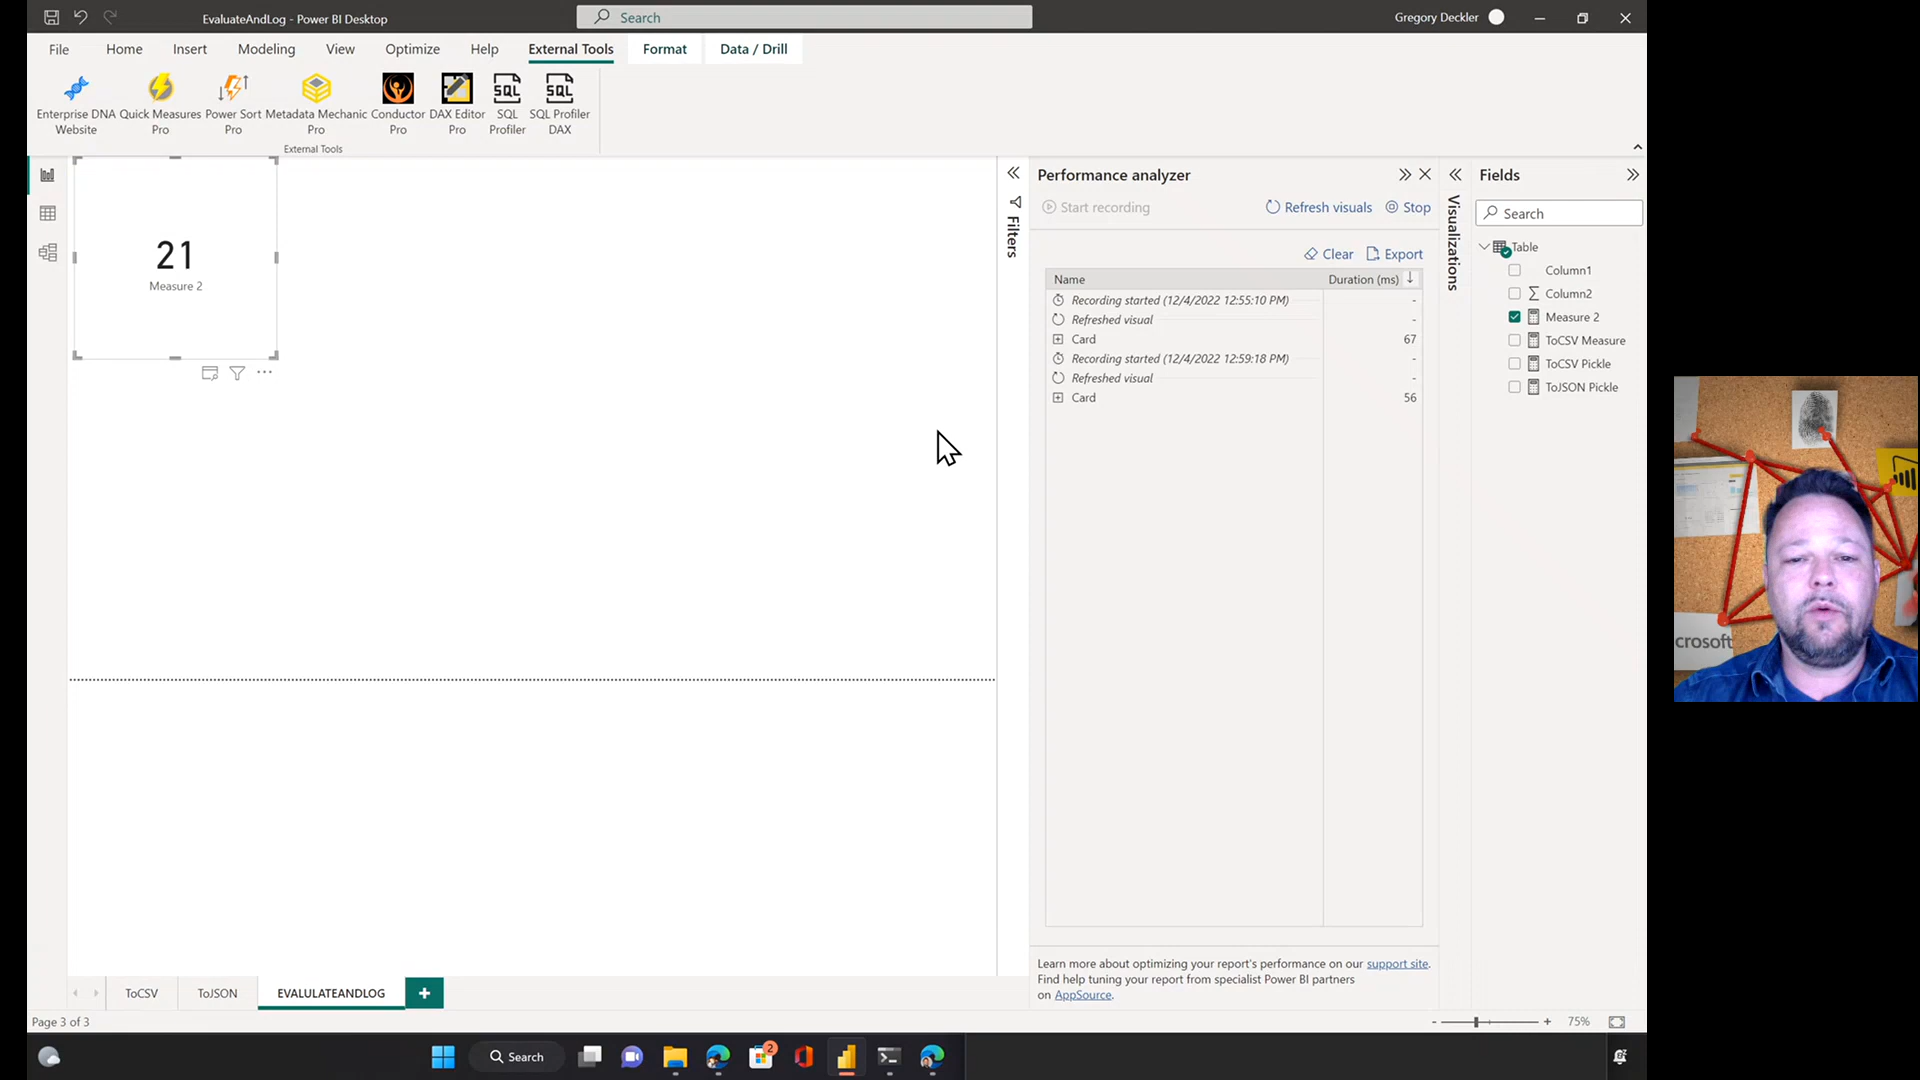 EvaluateAndLog - Power BI Desktop
Search
Gregory Deckler
File
Home
Insert
Modeling
View
Optimize
Help
External Tools
Format
Data / Drill
Enterprise DNA
Website
Quick Measures
Pro
Power Sort
Pro
Metadata Mechanic
Pro
Conductor
Pro
DAX Editor
Pro
SQL
SQL
Profiler
SQL
SQL Profiler
DAX
External Tools
21
Measure 2
Filters
Performance analyzer
Start recording
Refresh visuals
Stop
Clear
Export
Name
Duration (ms)
Recording started (12/4/2022 12:55:10 PM)
-
Refreshed visual
-
Card
67
Recording started (12/4/2022 12:59:18 PM)
-
Refreshed visual
-
Card
56
Learn more about optimizing your report's performance on our support site.
Find help tuning your report from specialist Power BI partners
on AppSource.
Visualizations
Fields
Search
Table
Column1
Column2
Measure 2
ToCSV Measure
ToCSV Pickle
ToJSON Pickle
crosoft
ToCSV
ToJSON
EVALULATEANDLOG
Page 3 of 3
75%
Search
2